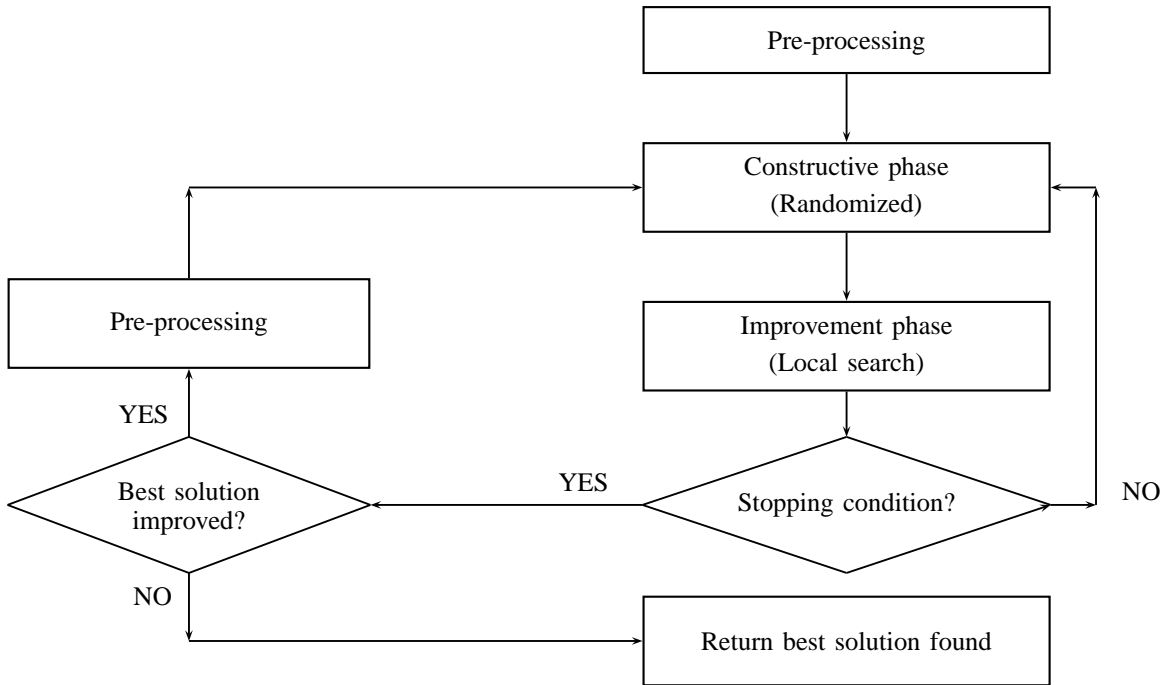 Pre-processing
Constructive phase
(Randomized)
Pre-processing
Improvement phase
(Local search)
YES
Best solution
improved?
YES
Stopping condition?
NO
NO
Return best solution found